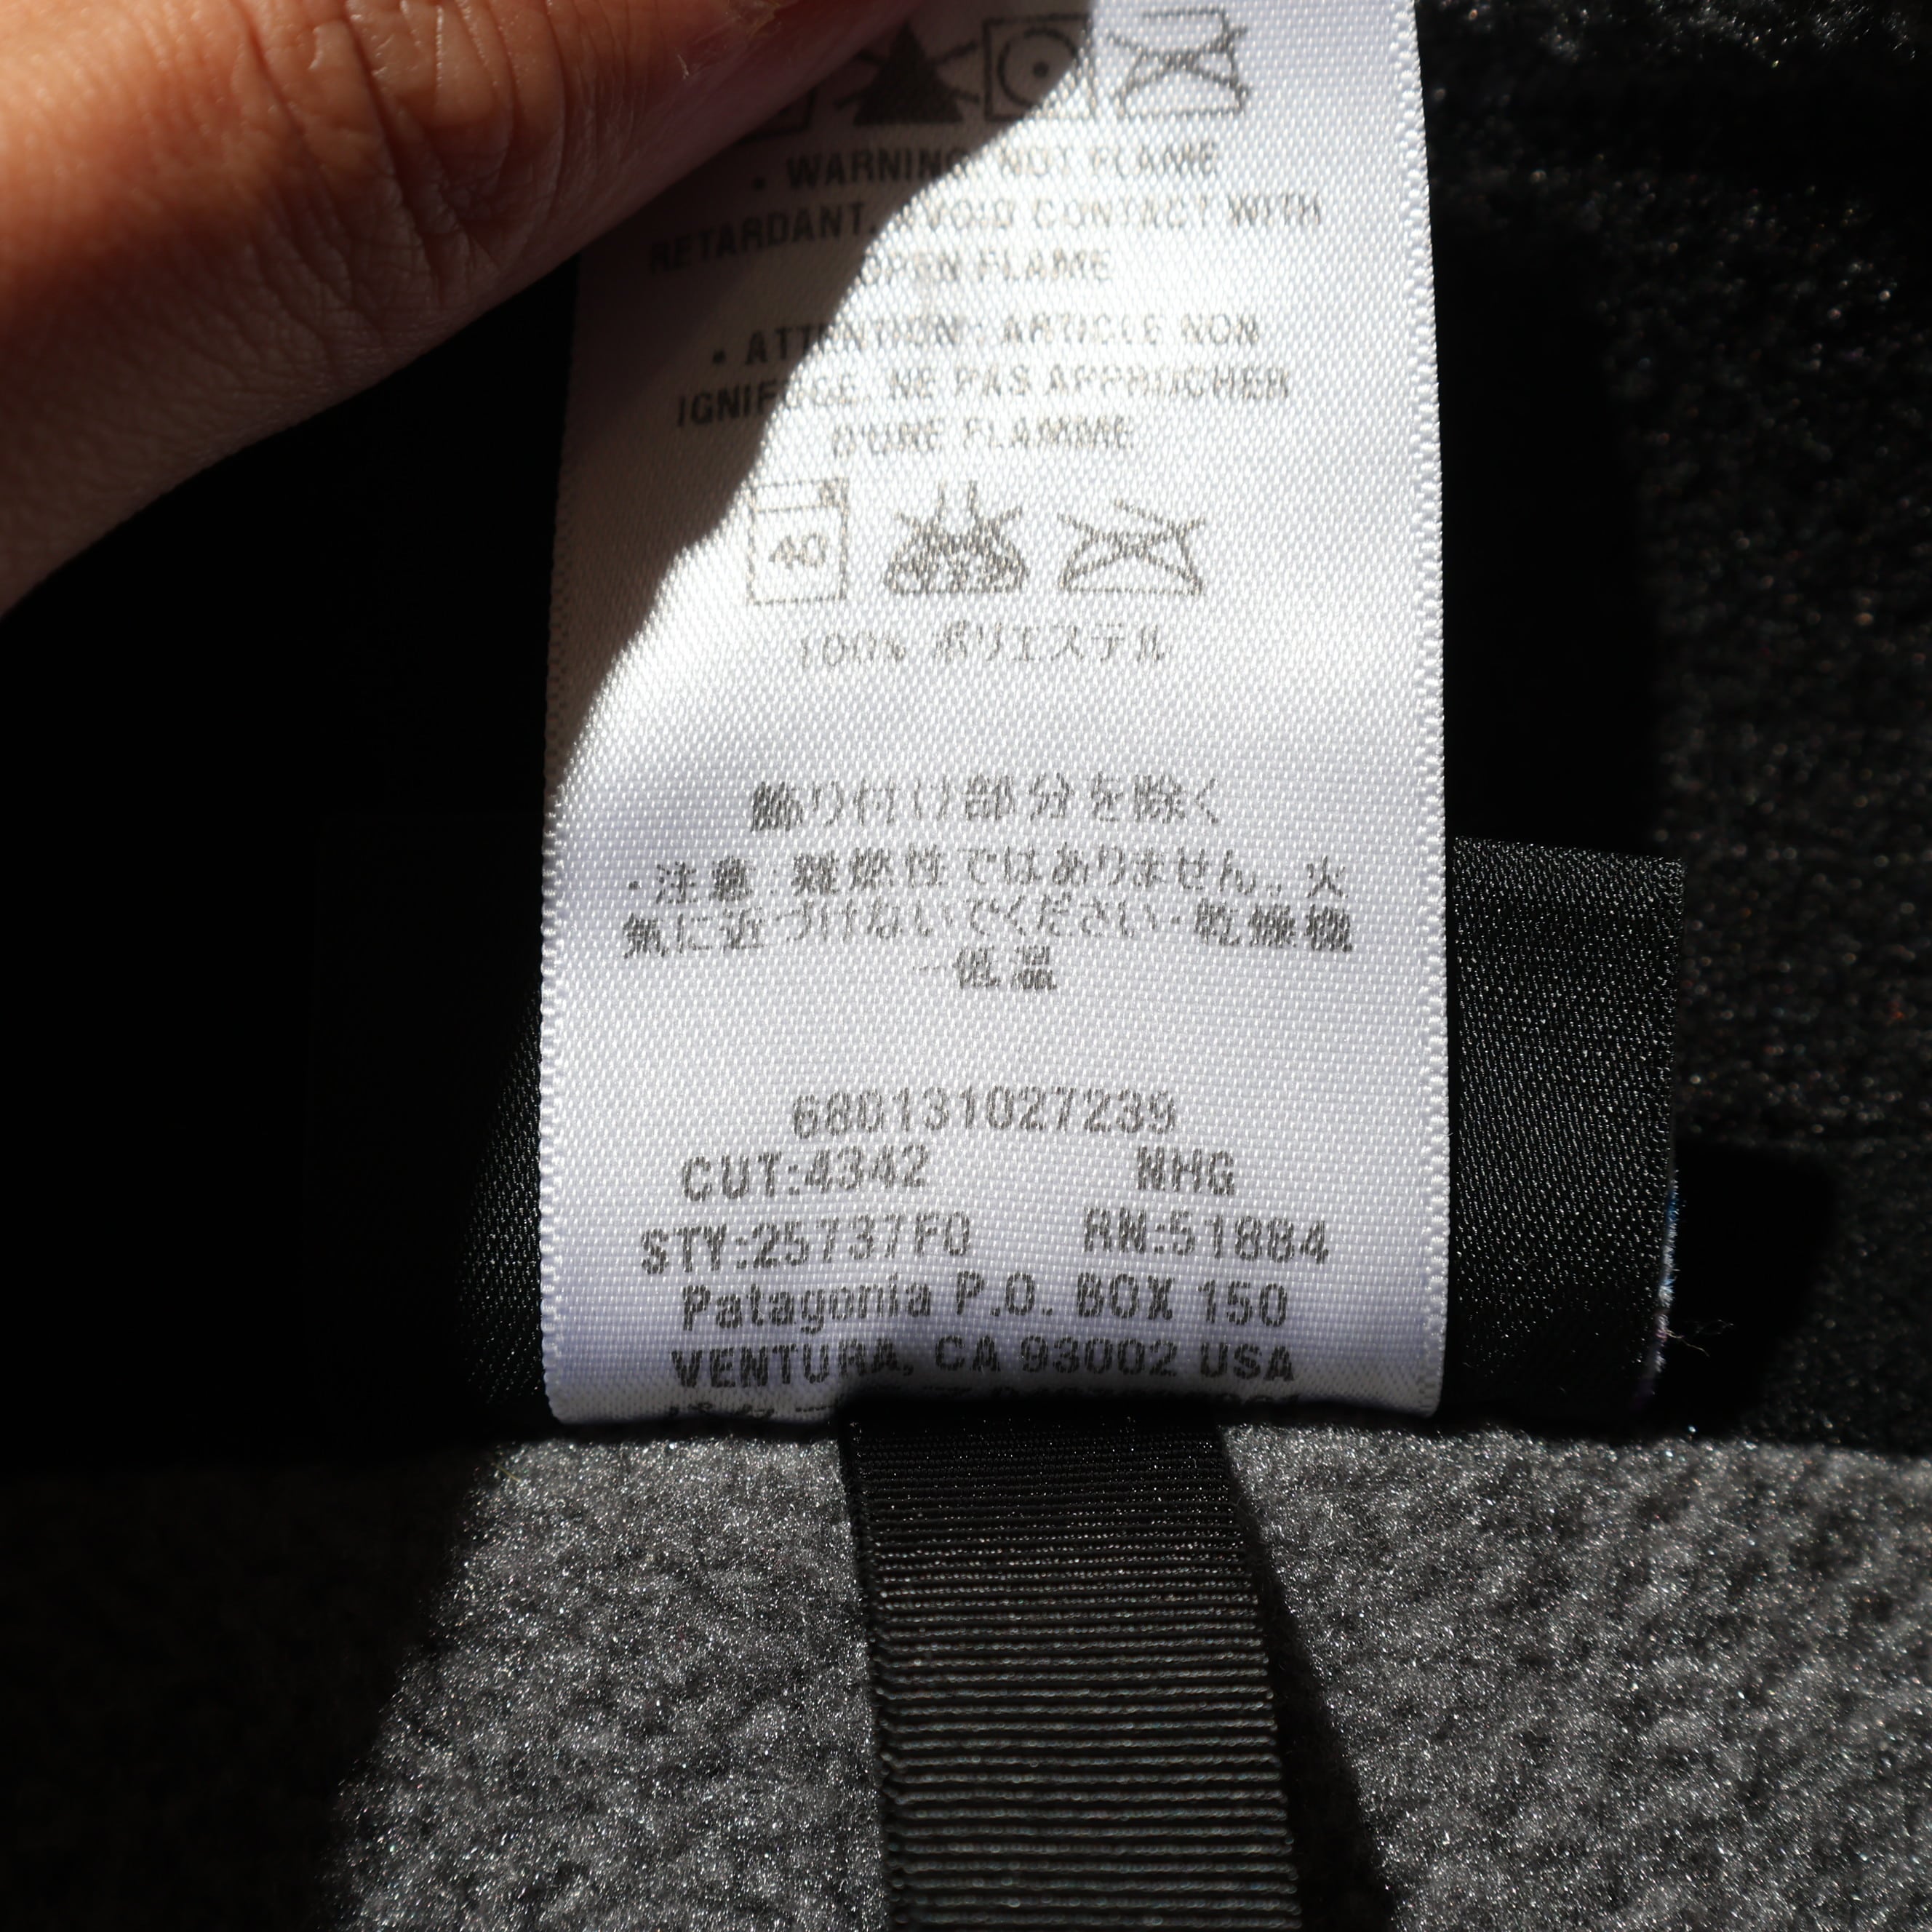 • WARNING: NOT FLAME
RETARDANT. AVOID CONTACT WITH
OPEN FLAME
• ATTENTION : ARTICLE NON
IGNIFUGE. NE PAS APPROCHER
D'UNE FLAMME
40
100% ポリエステル
飾り付け部分を除く
・注意：難燃性ではありません。火
気に近づけないでください・乾燥機
－低温
680131027239
CUT:4342 NHG
STY:25737F0 RN:51884
Patagonia P.O. BOX 150
VENTURA, CA 93002 USA